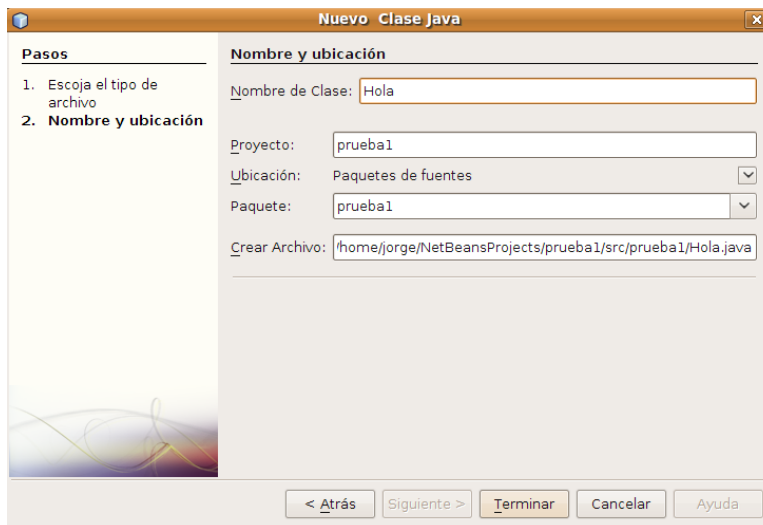 Nuevo Clase Java
Pasos
1. Escoja el tipo de
archivo
2. Nombre y ubicación
Nombre y ubicación
Nombre de Clase: Hola
Proyecto: prueba1
Ubicación: Paquetes de fuentes
Paquete: prueba1
Crear Archivo: /home/jorge/NetBeansProjects/prueba1/src/prueba1/Hola.java
< Atrás Siguiente > Terminar Cancelar Ayuda